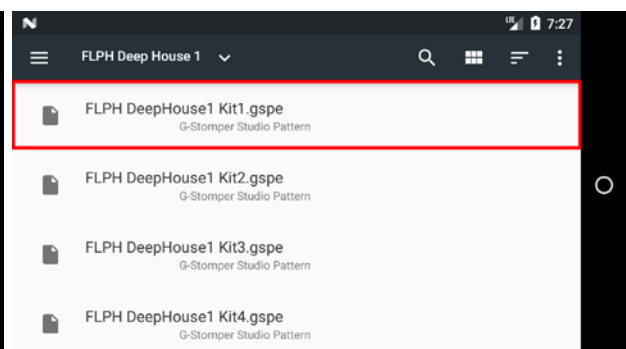 LTE 7:27
FLPH Deep House 1
FLPH DeepHouse1 Kit1.gspe
G-Stomper Studio Pattern
FLPH DeepHouse1 Kit2.gspe
G-Stomper Studio Pattern
FLPH DeepHouse1 Kit3.gspe
G-Stomper Studio Pattern
FLPH DeepHouse1 Kit4.gspe
G-Stomper Studio Pattern